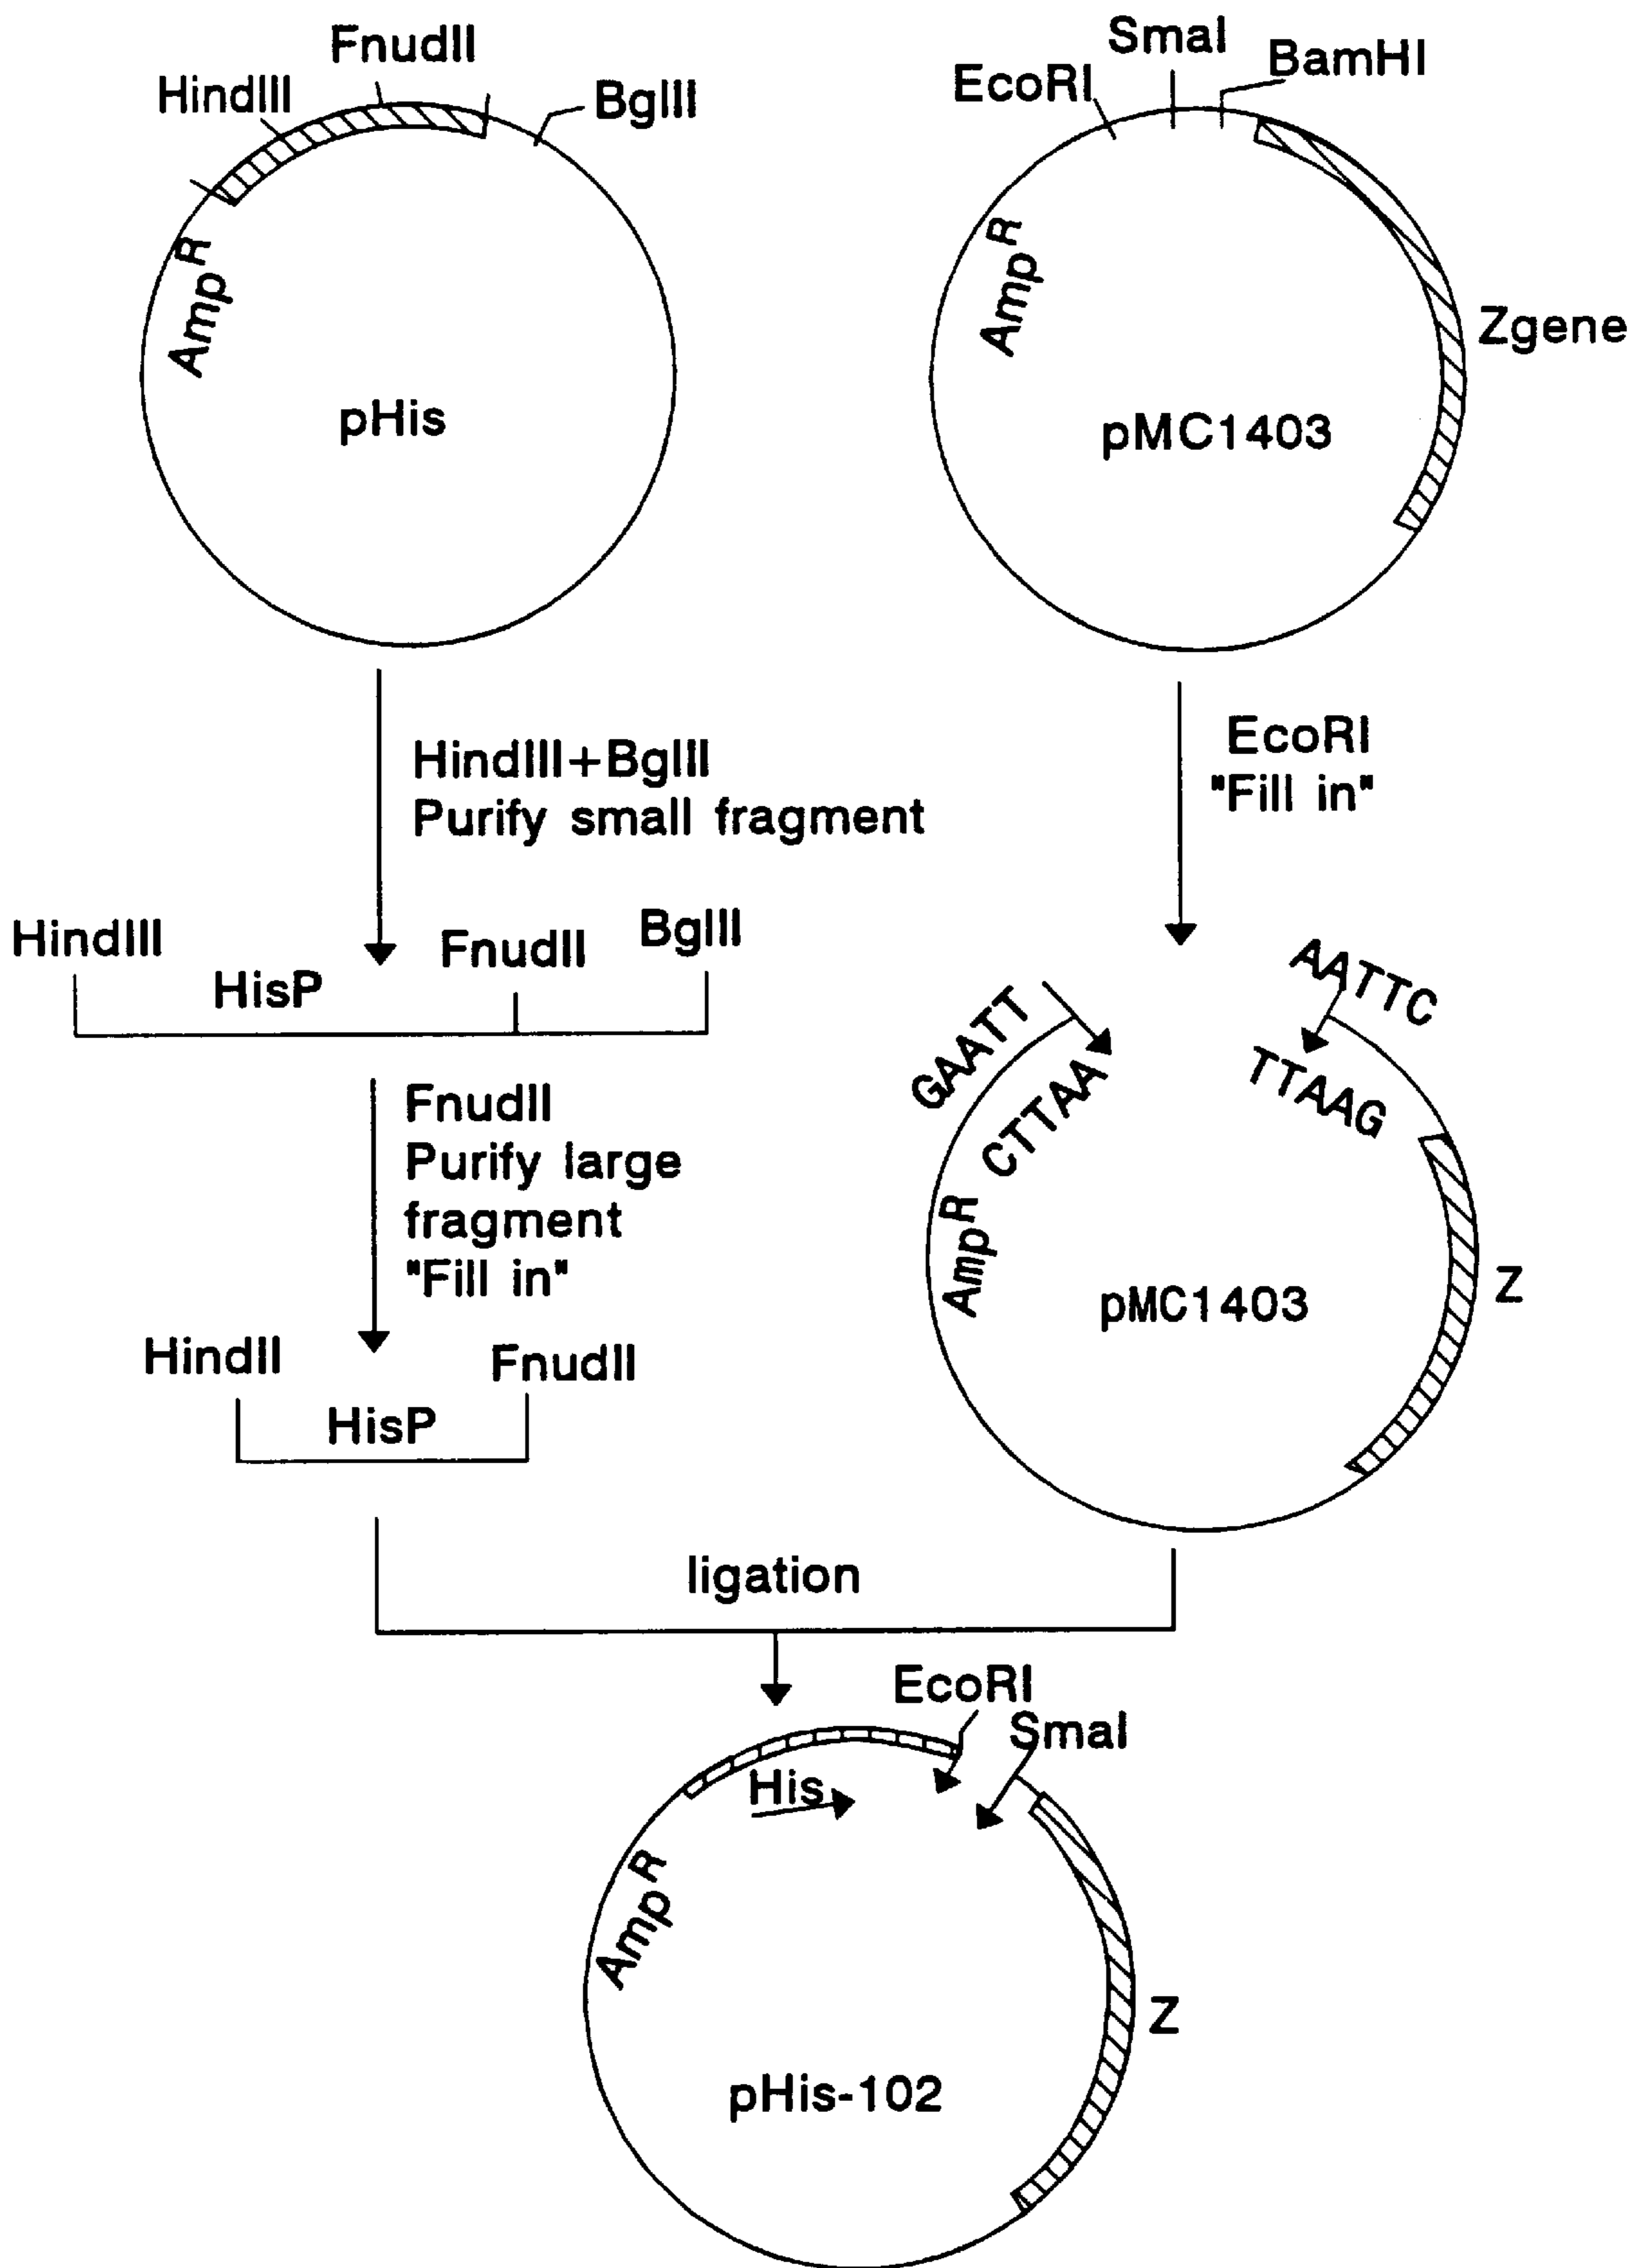 FnudII
HindIII
BglII
Amp R
pHis
SmaI
EcoRI
BamHI
Amp R
Zgene
pMC1403
HindIII+BglII
Purify small fragment
EcoRI
"Fill in"
HindIII
HisP
FnudII
BglII
FnudII
Purify large
fragment
"Fill in"
HindII
HisP
FnudII
GAATT
CTTAA
AATTC
TTAAG
Amp R
pMC1403
Z
ligation
EcoRI
SmaI
His
Amp R
Z
pHis-102